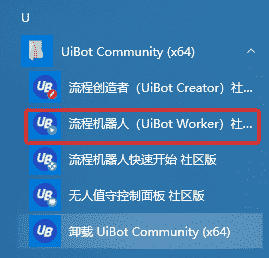 U
UiBot Community (x64)
流程创造者（UiBot Creator）社...
流程机器人（UiBot Worker）社...
流程机器人快速开始 社区版
无人值守控制面板 社区版
卸载 UiBot Community (x64)